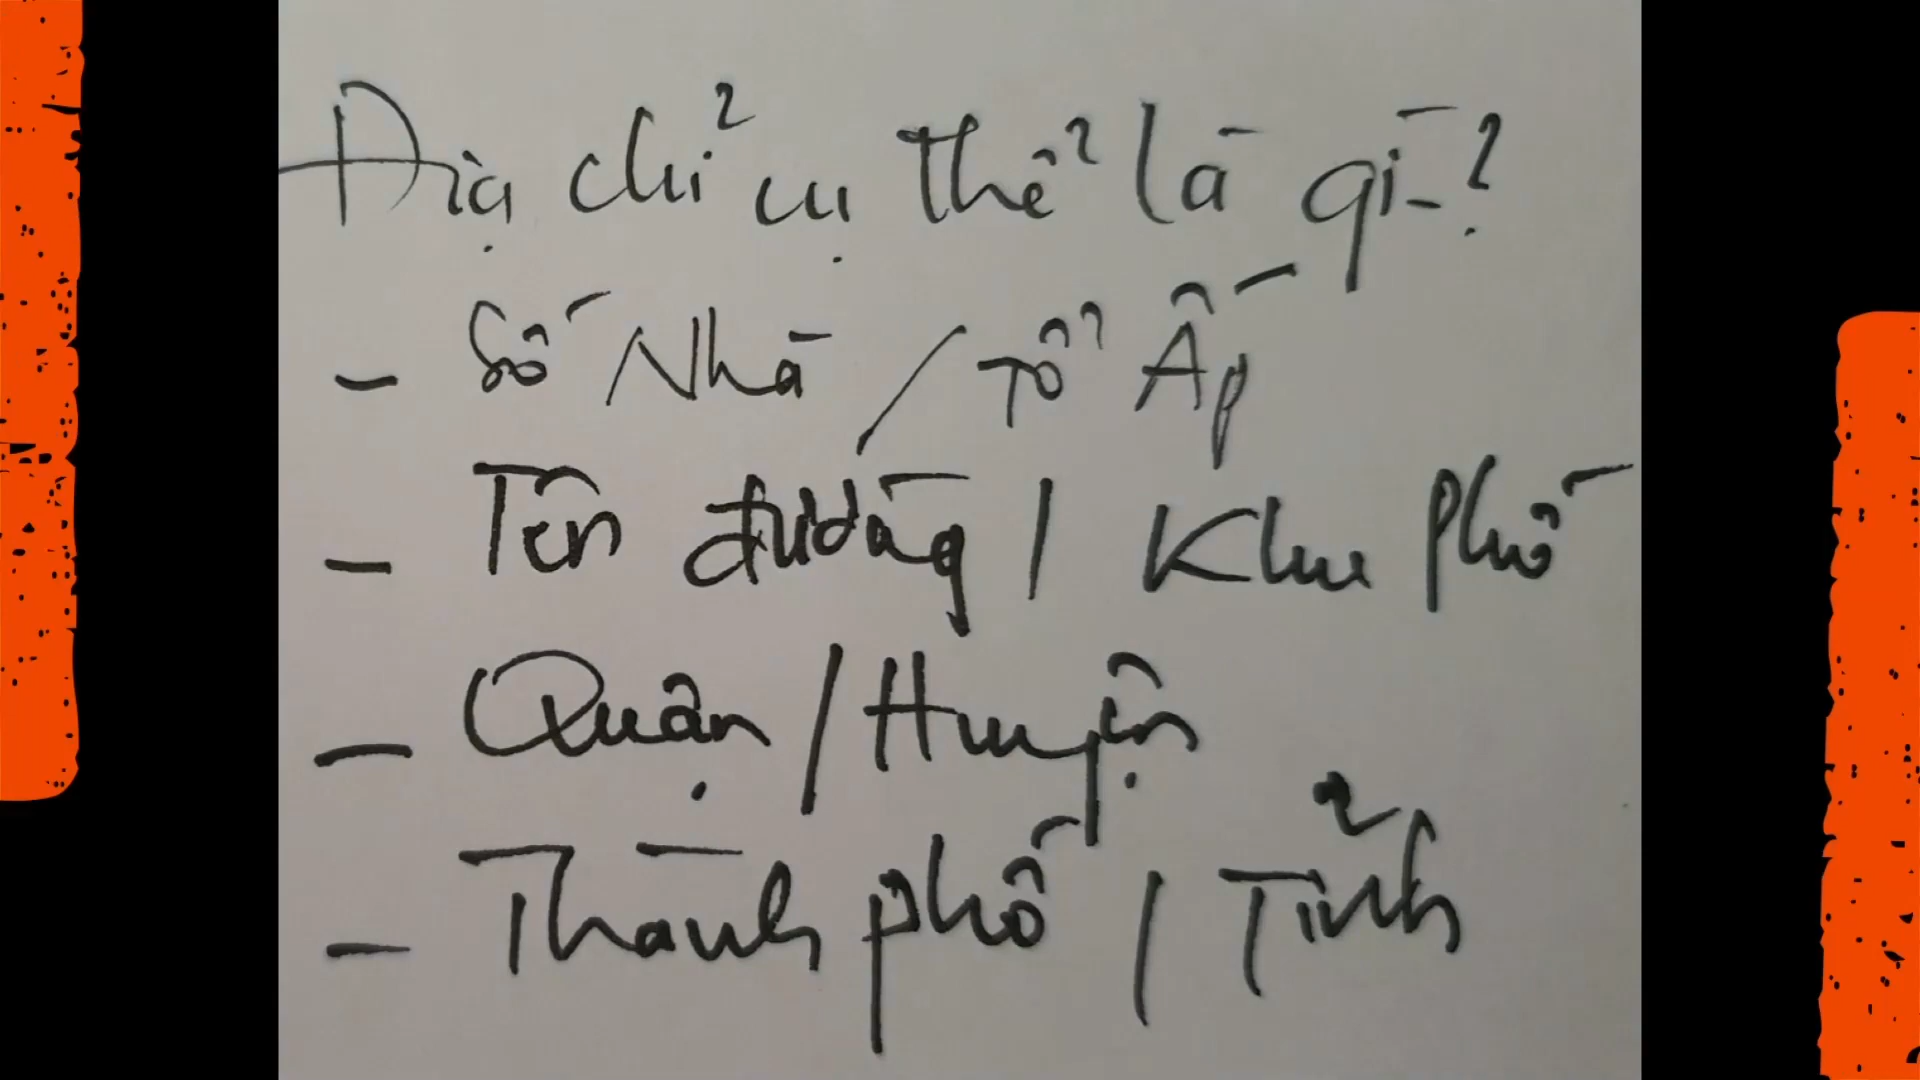 Địa chỉ cụ thể là gì?
- Số Nhà / Tổ Ấp
- Tên đường / Khu phố
- Quận / Huyện
- Thành phố / Tỉnh